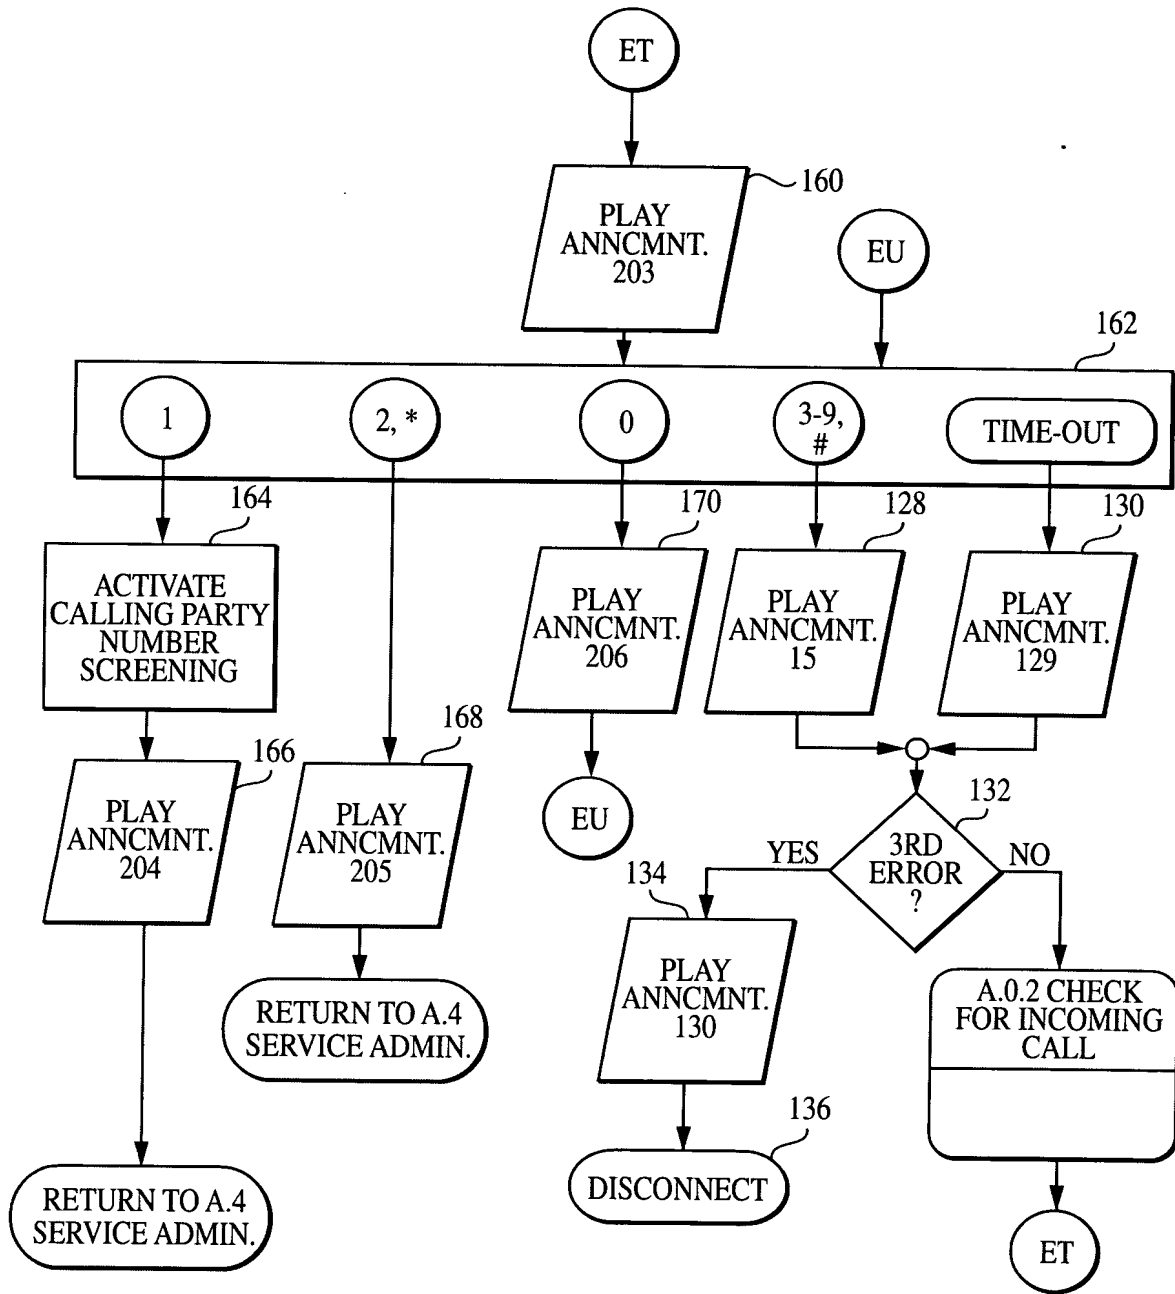 ET
160
PLAY
ANNCMNT.
203
EU
162
1
2, *
0
3-9,
#
TIME-OUT
164
170
128
130
ACTIVATE
CALLING PARTY
NUMBER
SCREENING
PLAY
ANNCMNT.
206
PLAY
ANNCMNT.
15
PLAY
ANNCMNT.
129
166
168
PLAY
ANNCMNT.
204
PLAY
ANNCMNT.
205
EU
132
3RD
ERROR
?
YES
NO
134
PLAY
ANNCMNT.
130
A.0.2 CHECK
FOR INCOMING
CALL
RETURN TO A.4
SERVICE ADMIN.
136
DISCONNECT
RETURN TO A.4
SERVICE ADMIN.
ET